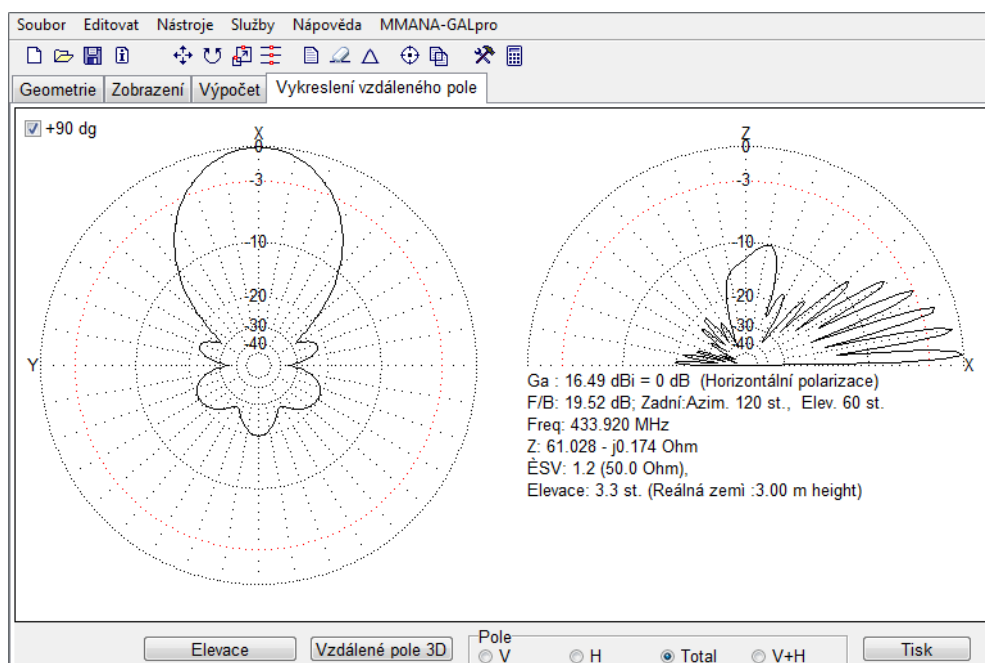 Soubor Editovat Nástroje Služby Nápověda MMANA-GALpro
Geometrie Zobrazení Výpočet Vykreslení vzdáleného pole
+90 dg
X
0
-3
-10
-20
-30
-40
Y
Z
0
-3
-10
-20
-30
-40
X
Ga : 16.49 dBi = 0 dB (Horizontální polarizace)
F/B: 19.52 dB; Zadní:Azim. 120 st., Elev. 60 st.
Freq: 433.920 MHz
Z: 61.028 - j0.174 Ohm
ÈSV: 1.2 (50.0 Ohm),
Elevace: 3.3 st. (Reálná zemì :3.00 m height)
Elevace Vzdálené pole 3D
Pole
V H Total V+H
Tisk